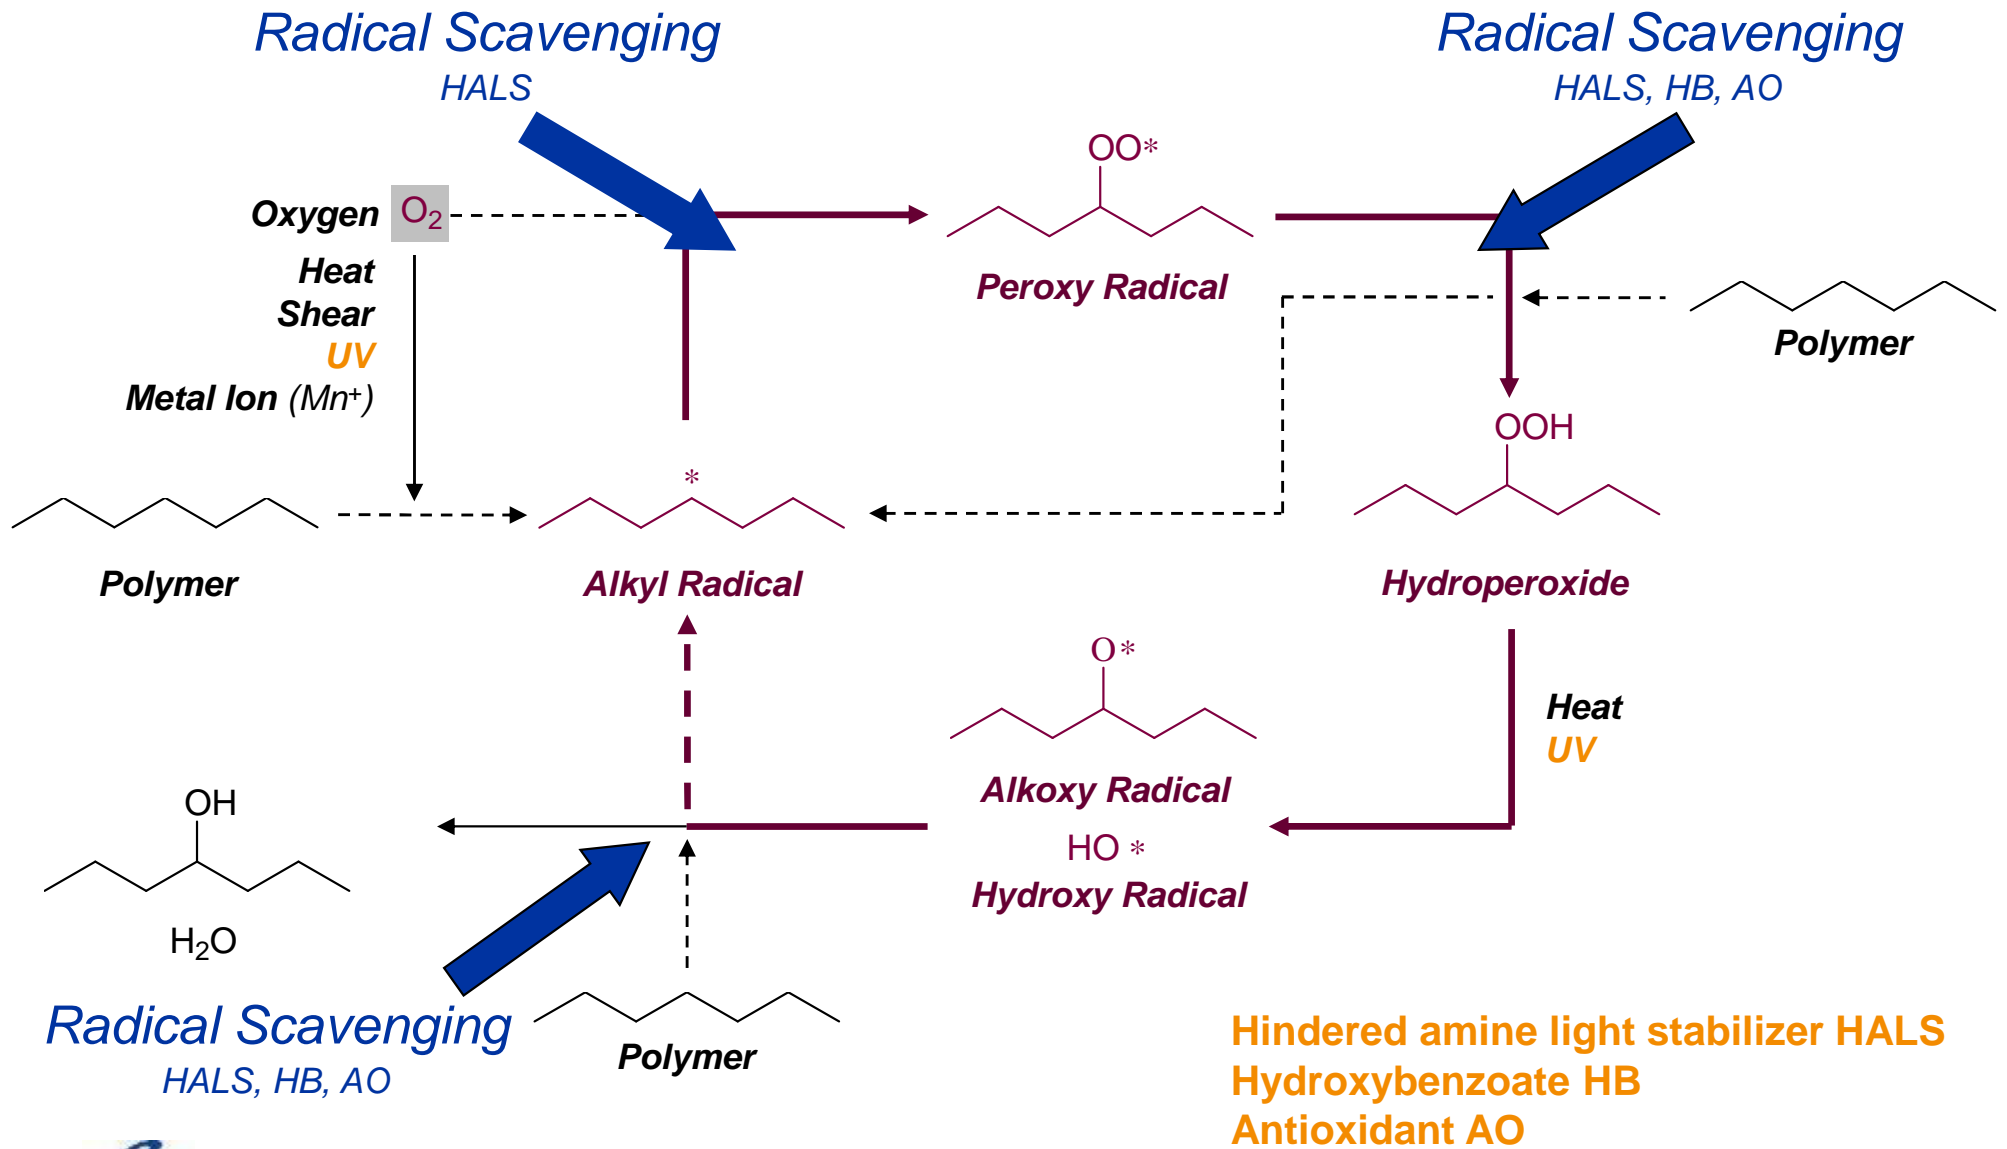 Radical Scavenging
HALS
Radical Scavenging
HALS, HB, AO
OO*
Oxygen O2
Heat
Shear
UV
Metal Ion (Mn+)
Peroxy Radical
Polymer
OOH
*
Polymer
Alkyl Radical
Hydroperoxide
O*
Heat
UV
Alkoxy Radical
HO *
Hydroxy Radical
OH
H2O
Radical Scavenging
HALS, HB, AO
Polymer
Hindered amine light stabilizer HALS
Hydroxybenzoate HB
Antioxidant AO